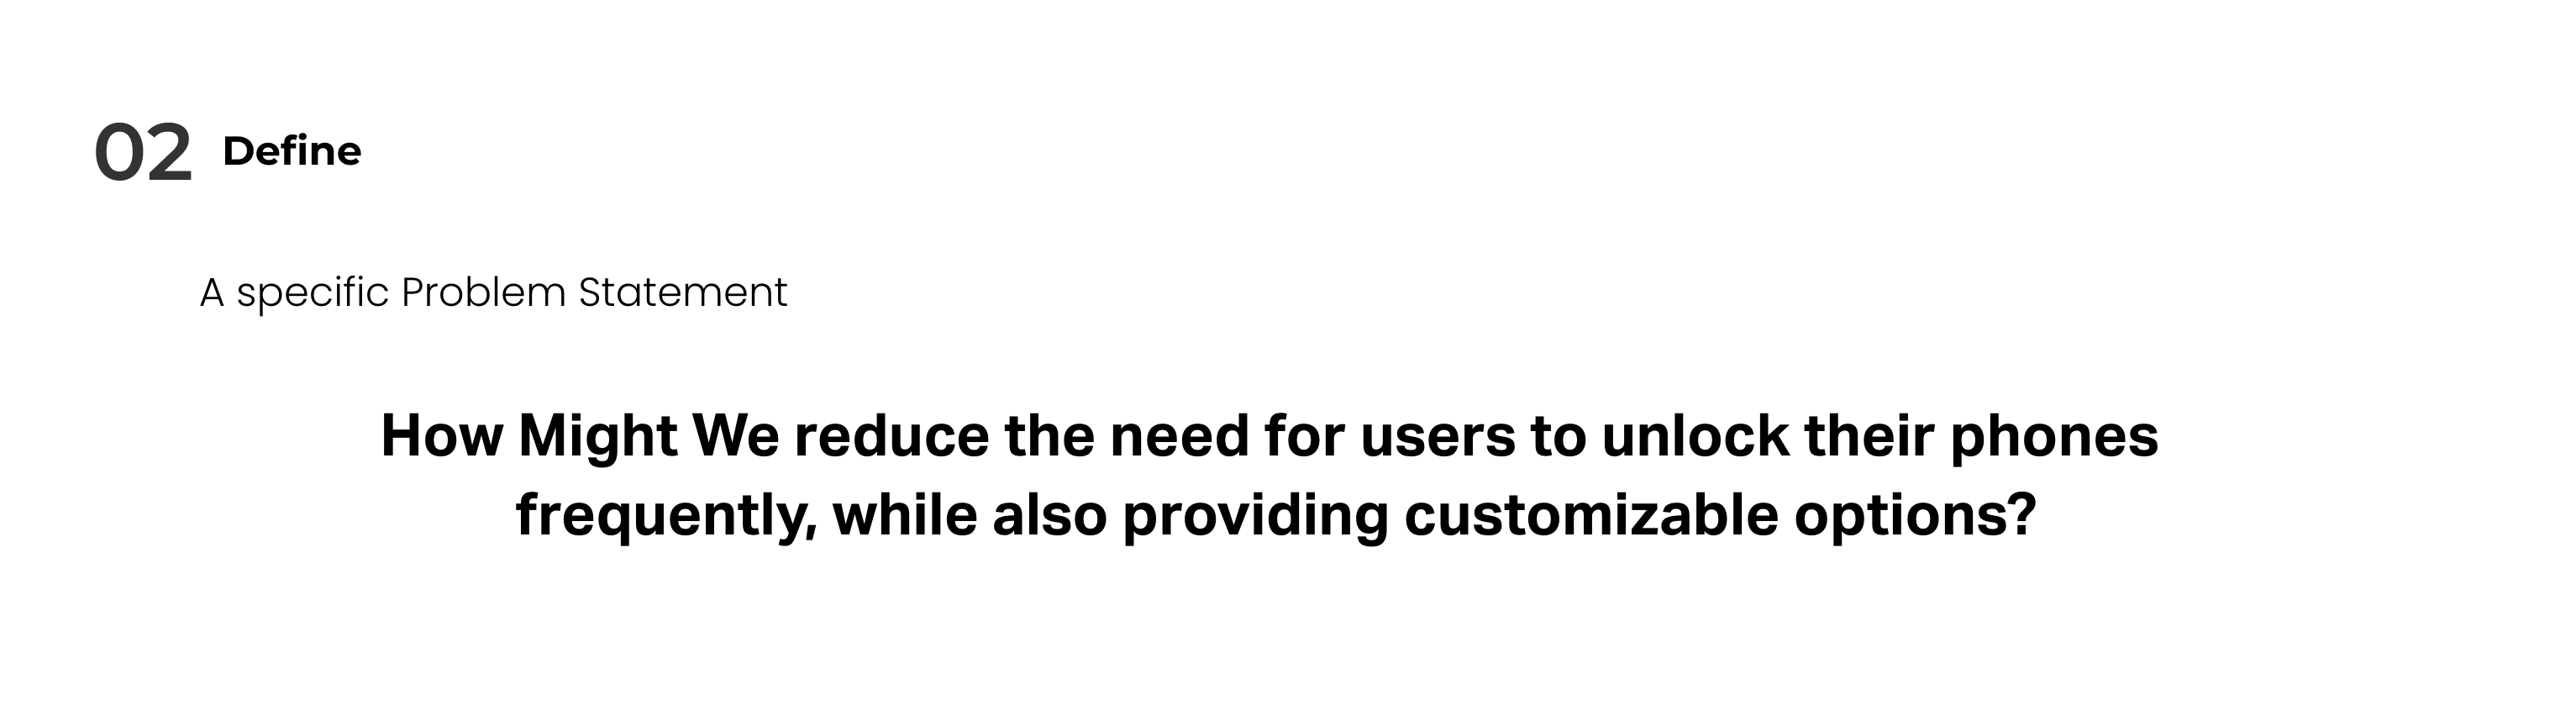 02 Define
A specific Problem Statement
How Might We reduce the need for users to unlock their phones
frequently, while also providing customizable options?